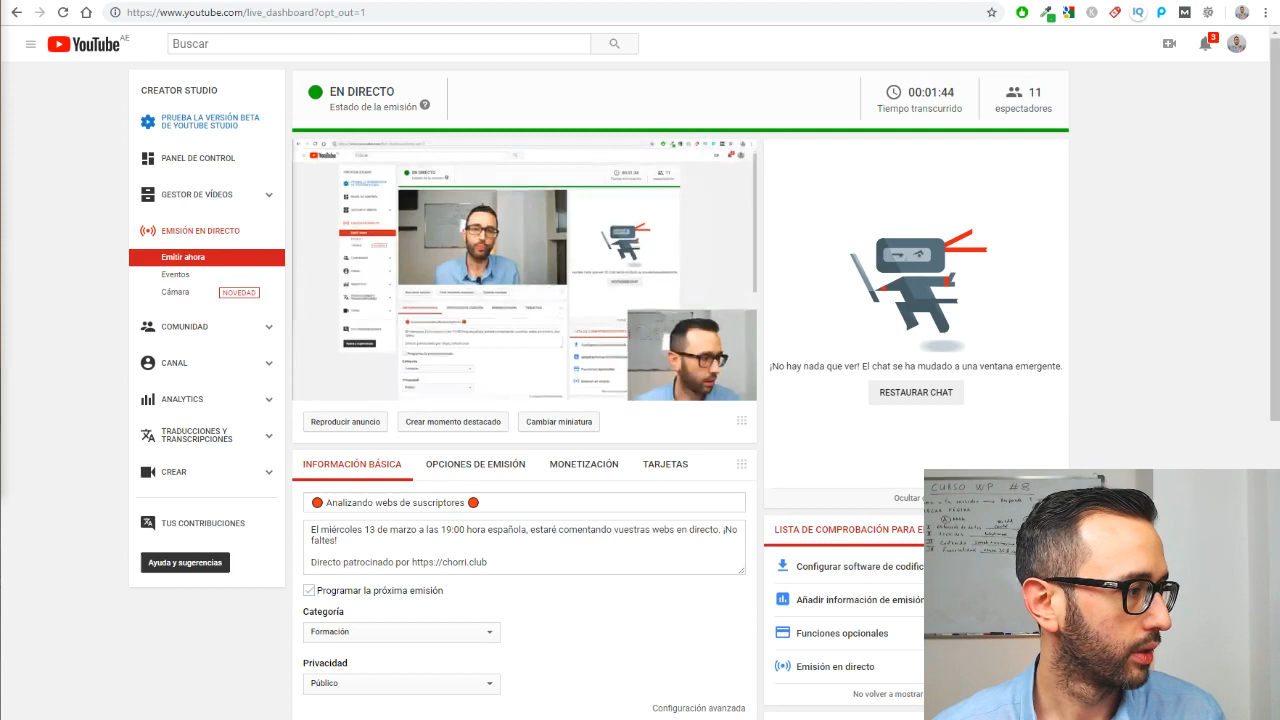 https://www.youtube.com/live_dashboard?opt_out=1
YouTube AE
Buscar
3
CREATOR STUDIO
PRUEBA LA VERSIÓN BETA
DE YOUTUBE STUDIO
PANEL DE CONTROL
GESTOR DE VÍDEOS
EMISIÓN EN DIRECTO
Emitir ahora
Eventos
Cámara NOVEDAD
COMUNIDAD
CANAL
ANALYTICS
TRADUCCIONES Y
TRANSCRIPCIONES
CREAR
TUS CONTRIBUCIONES
Ayuda y sugerencias
EN DIRECTO
Estado de la emisión ?
00:01:44
Tiempo transcurrido
11
espectadores
¡No hay nada que ver! El chat se ha mudado a una ventana emergente.
RESTAURAR CHAT
Reproducir anuncio Crear momento destacado Cambiar miniatura
INFORMACIÓN BÁSICA OPCIONES DE EMISIÓN MONETIZACIÓN TARJETAS
Analizando webs de suscriptores
El miércoles 13 de marzo a las 19:00 hora española, estaré comentando vuestras webs en directo. ¡No
faltes!
Directo patrocinado por https://chorri.club
Programar la próxima emisión
Categoría
Formación
Privacidad
Público
Configuración avanzada
Ocultar
LISTA DE COMPROBACIÓN PARA
Configurar software de codific
Añadir información de emisión
Funciones opcionales
Emisión en directo
No volver a mostrar
CURSO WP #8